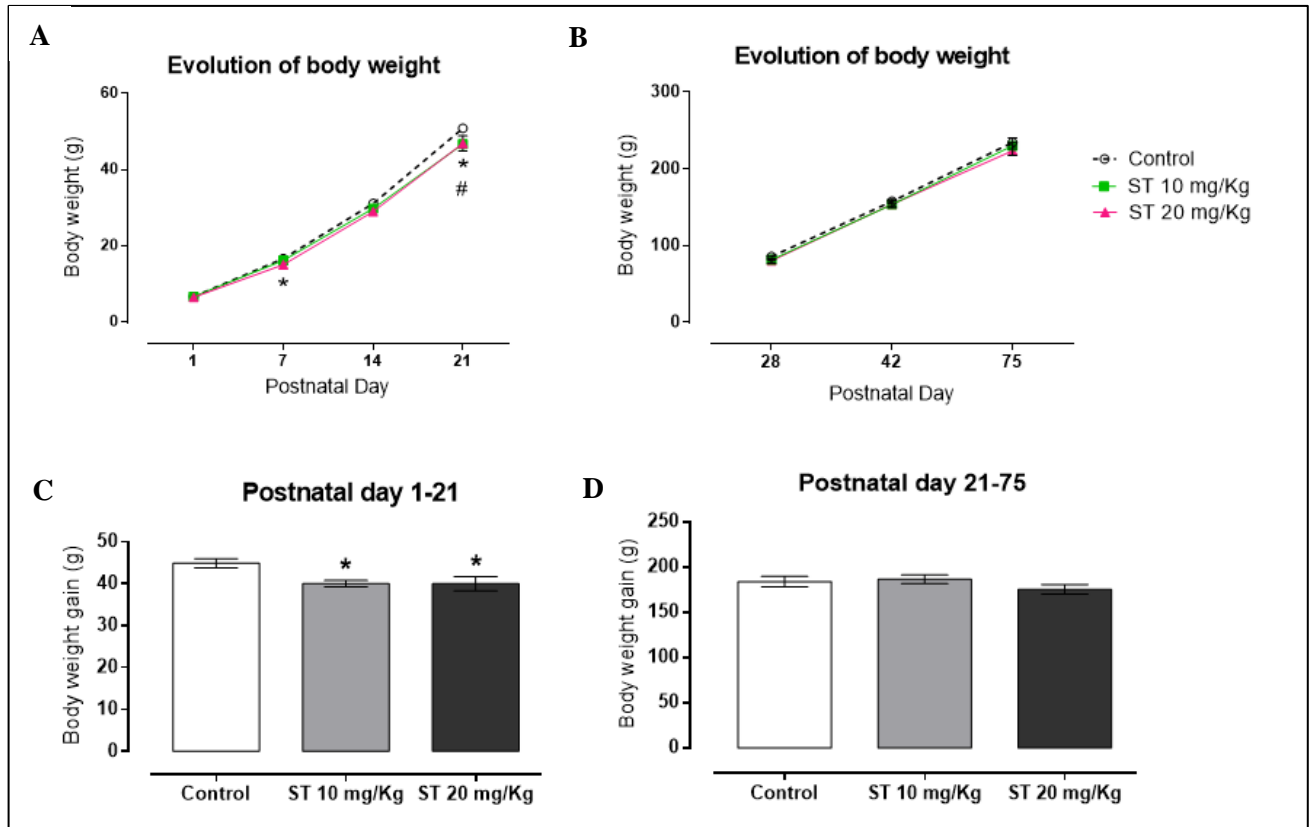 A
Evolution of body weight
Body weight (g)
60
40
20
0
*
*
#
1 7 14 21
Postnatal Day
B
Evolution of body weight
Body weight (g)
300
200
100
0
28 42 75
Postnatal Day
Control
ST 10 mg/Kg
ST 20 mg/Kg
C
Postnatal day 1-21
Body weight gain (g)
50
40
30
20
40
20
0
* *
Control ST 10 mg/Kg ST 20 mg/Kg
D
Postnatal day 21-75
Body weight gain (g)
250
200
150
100
50
0
Control ST 10 mg/Kg ST 20 mg/Kg